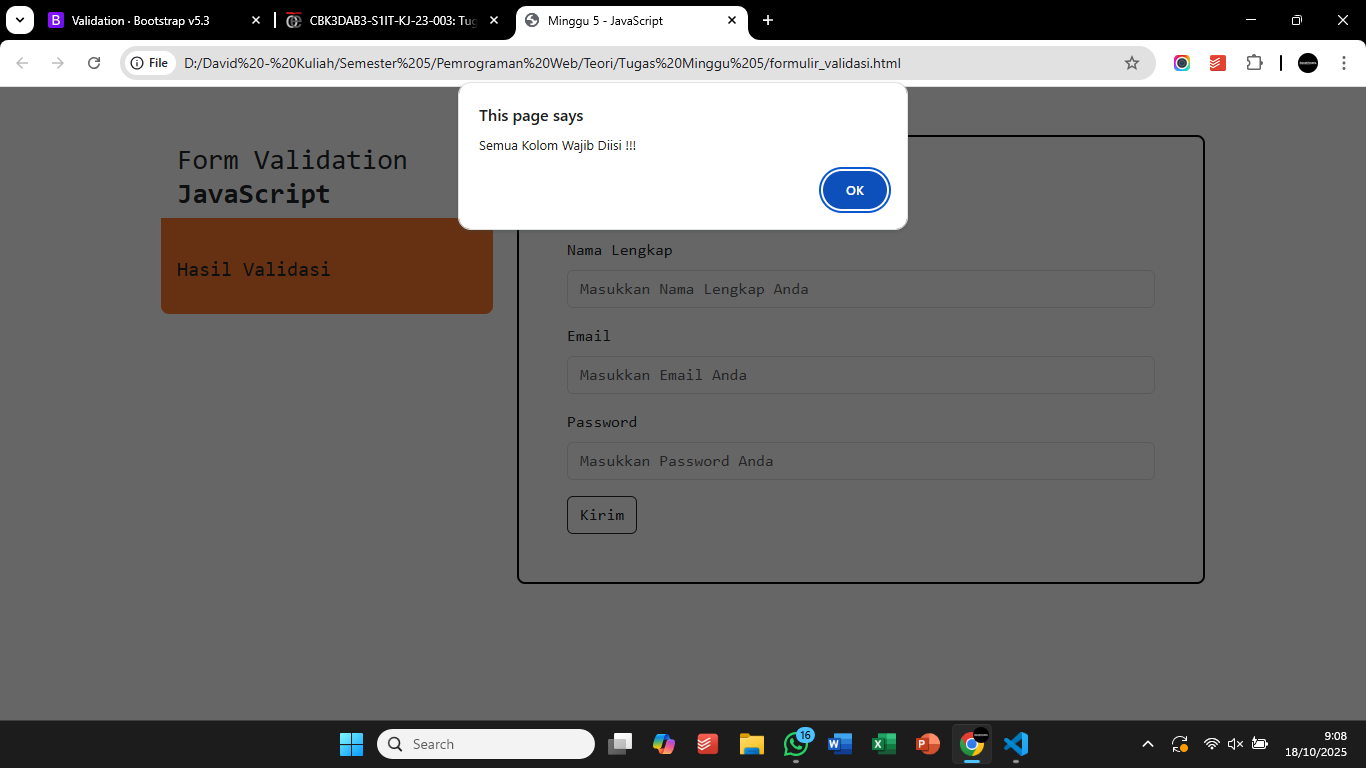 Validation · Bootstrap v5.3
CBK3DAB3-S1IT-KJ-23-003: Tug
Minggu 5 - JavaScript
File
D:/David%20-%20Kuliah/Semester%205/Pemrograman%20Web/Teori/Tugas%20Minggu%205/formulir_validasi.html
This page says
Semua Kolom Wajib Diisi !!!
OK
Form Validation
JavaScript
Hasil Validasi
Nama Lengkap
Masukkan Nama Lengkap Anda
Email
Masukkan Email Anda
Password
Masukkan Password Anda
Kirim
Search
16
9:08
18/10/2025